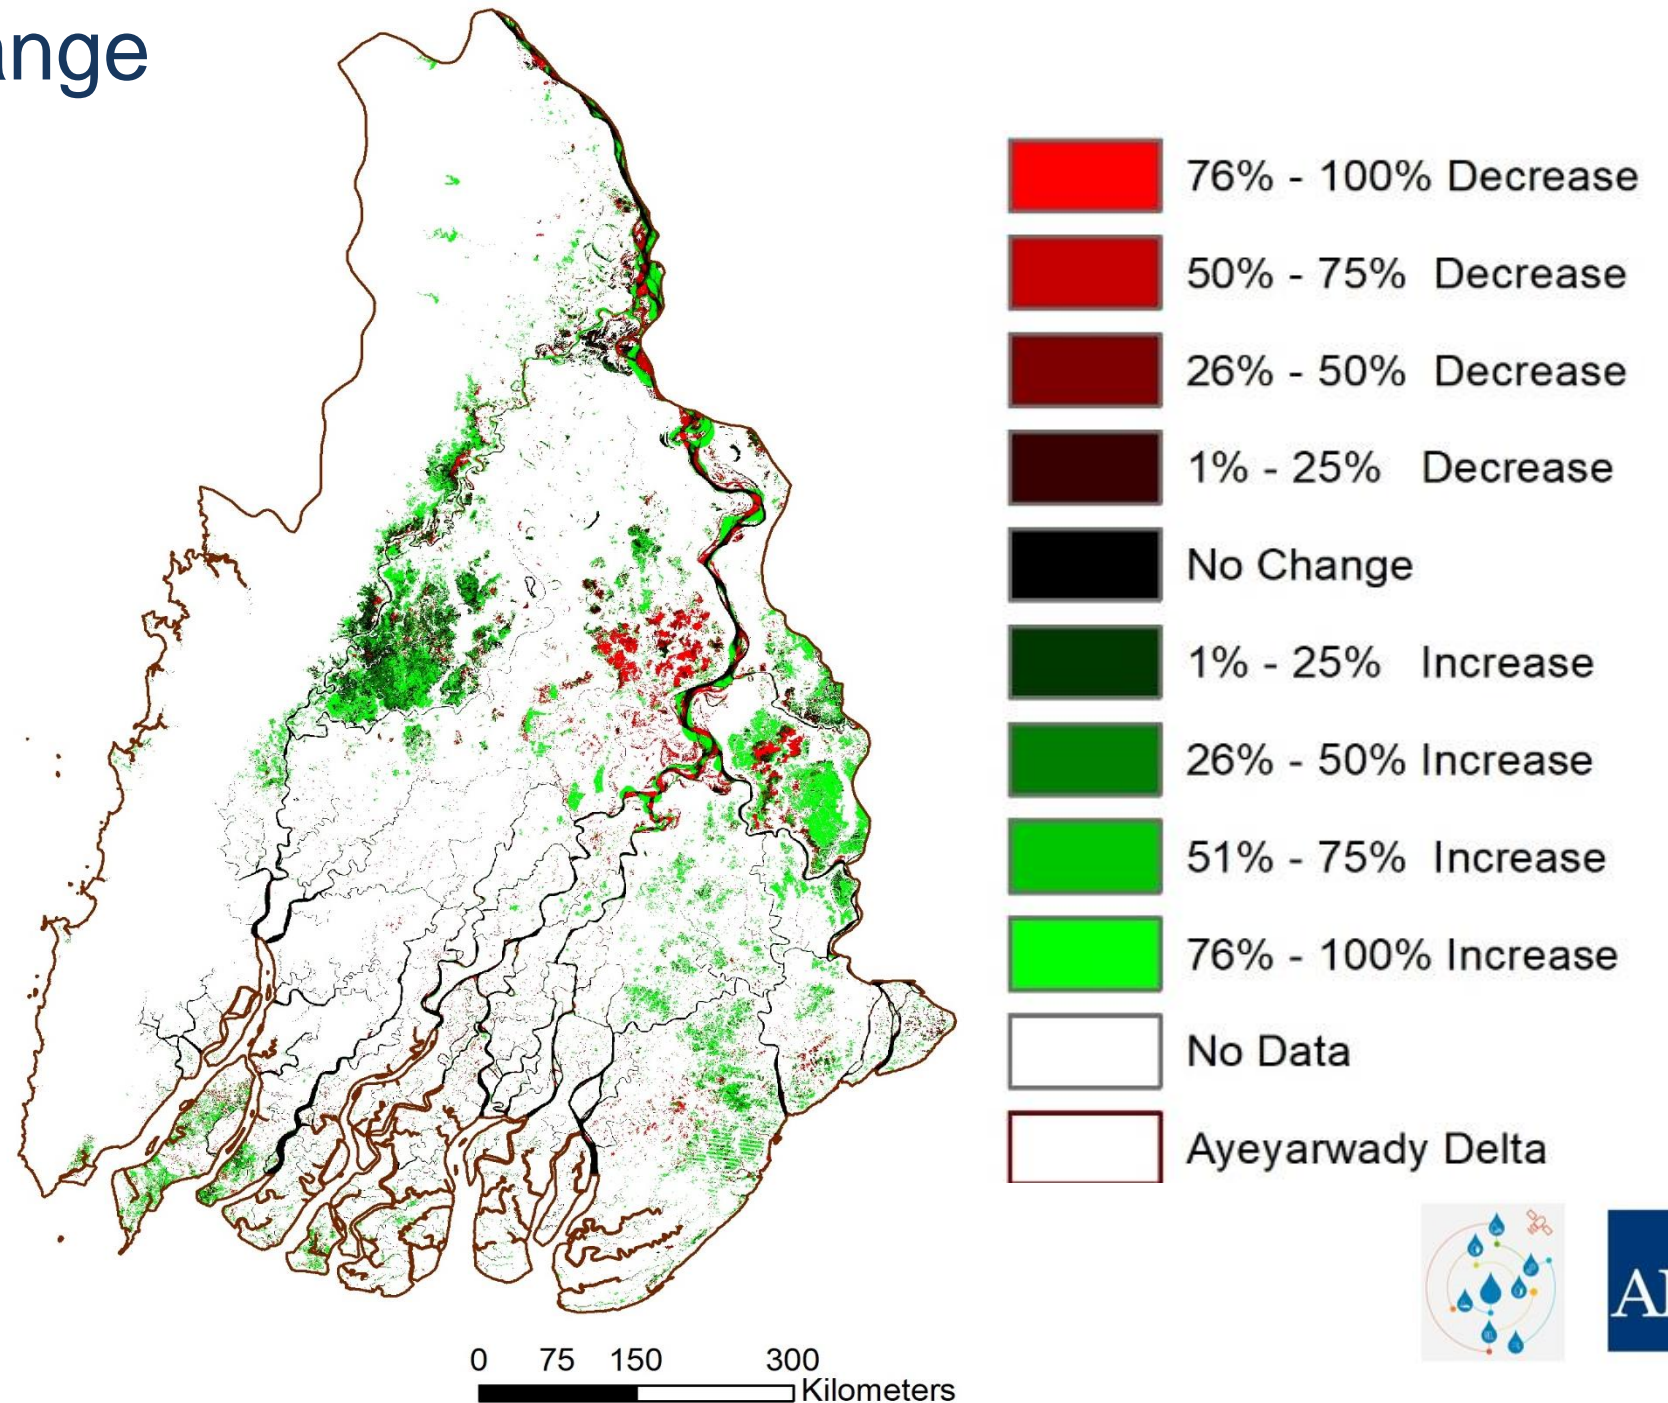 ange
76% - 100% Decrease
50% - 75% Decrease
26% - 50% Decrease
1% - 25% Decrease
No Change
1% - 25% Increase
26% - 50% Increase
51% - 75% Increase
76% - 100% Increase
No Data
Ayeyarwady Delta
0 75 150 300
Kilometers